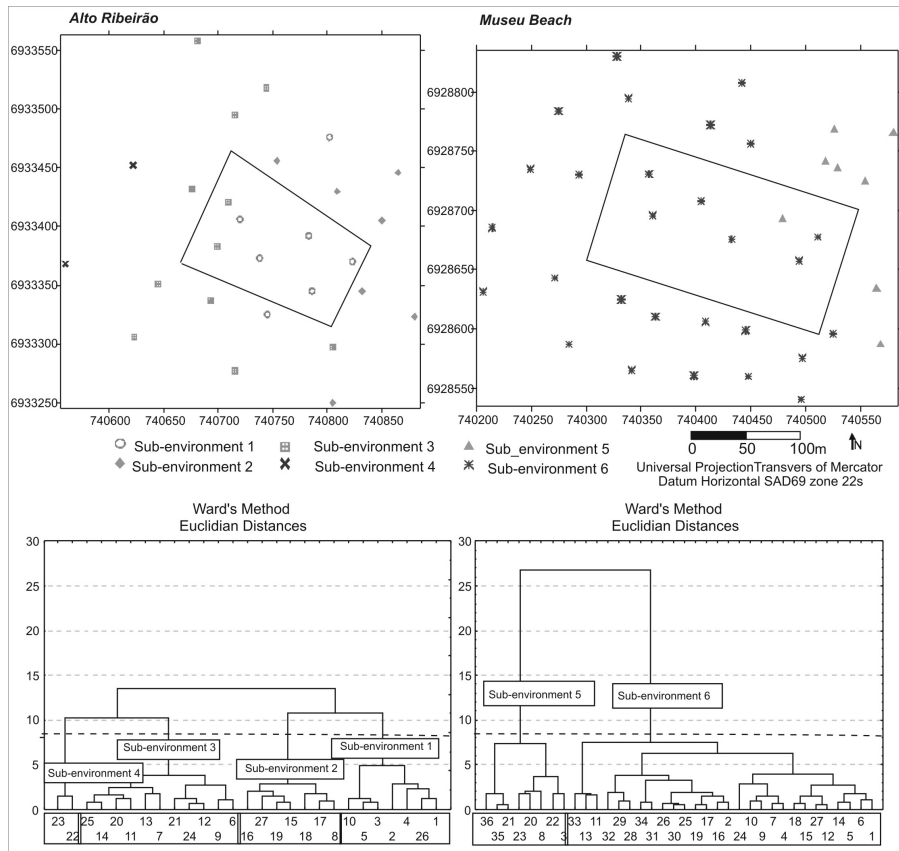 Alto Ribeirão
Museu Beach
6933550
6933500
6933450
6933400
6933350
6933300
6933250
740600 740650 740700 740750 740800 740850
6928800
6928750
6928700
6928650
6928600
6928550
740200 740250 740300 740350 740400 740450 740500 740550
Sub-environment 1
Sub-environment 3
Sub-environment 2
Sub-environment 4
Sub_environment 5
Sub-environment 6
0 50 100m
N
Universal ProjectionTransvers of Mercator
Datum Horizontal SAD69 zone 22s
Ward's Method
Euclidian Distances
30
25
20
15
10
5
0
Sub-environment 4
Sub-environment 3
Sub-environment 2
Sub-environment 1
23 25 20 13 21 12 6 27 15 17 10 3 4 1
22 14 11 7 24 9 16 19 18 8 5 2 26
Ward's Method
Euclidian Distances
30
25
20
15
10
5
0
Sub-environment 5
Sub-environment 6
36 21 20 22 33 11 29 34 26 25 17 2 10 7 18 27 14 6
35 23 8 3 13 32 28 31 30 19 16 24 9 4 15 12 5 1